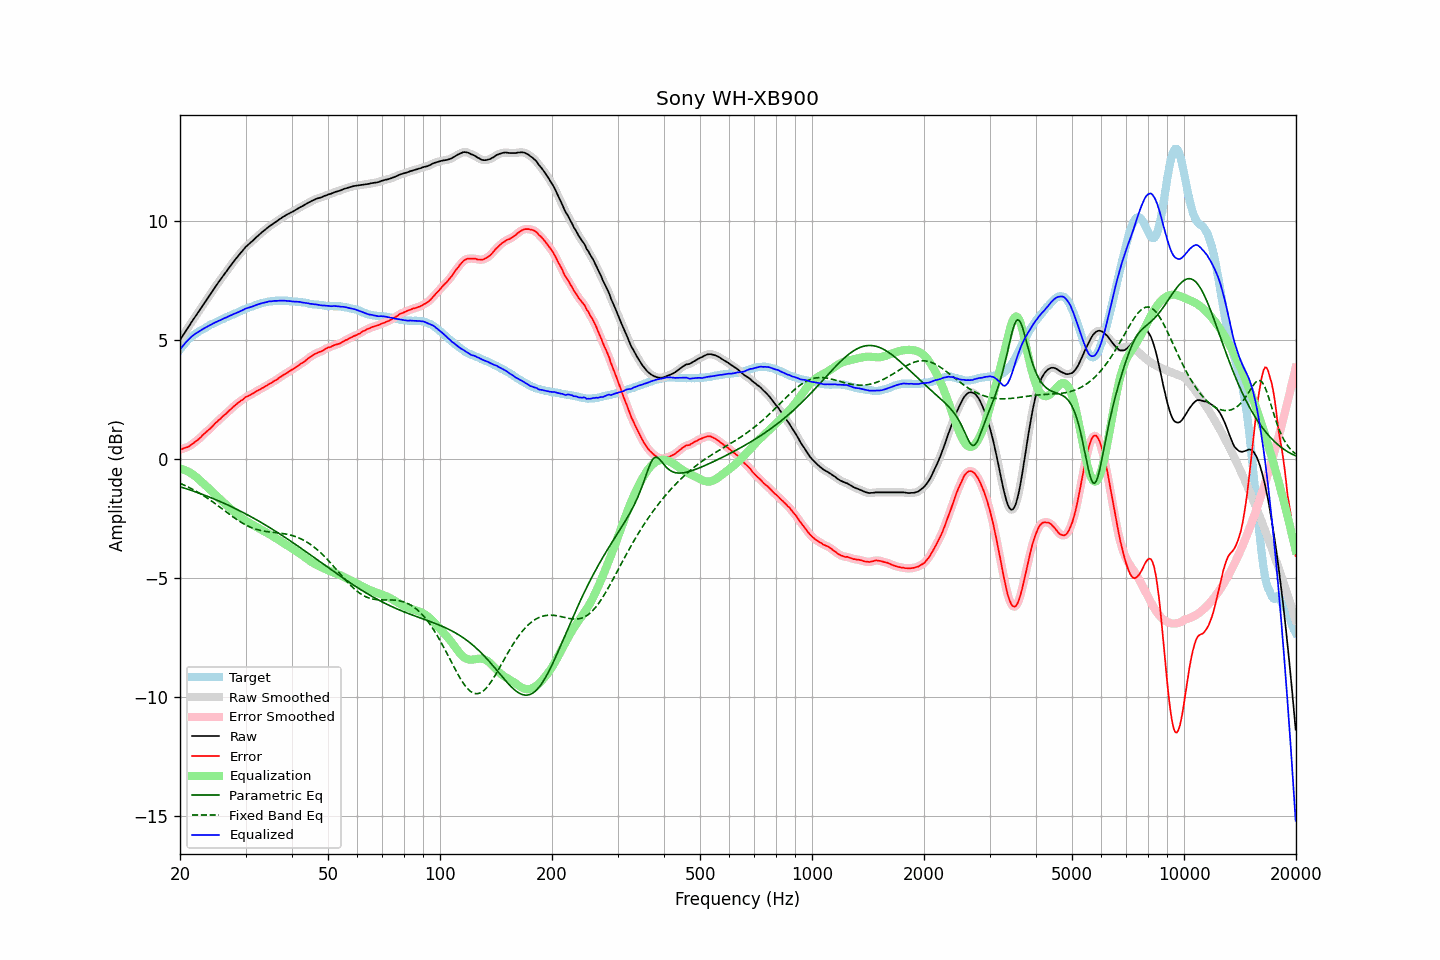 Sony WH-XB900
Amplitude (dBr)
10
5
0
−5
−10
−15
Target
Raw Smoothed
Error Smoothed
Raw
Error
Equalization
Parametric Eq
Fixed Band Eq
Equalized
20 50 100 200 500 1000 2000 5000 10000 20000
Frequency (Hz)